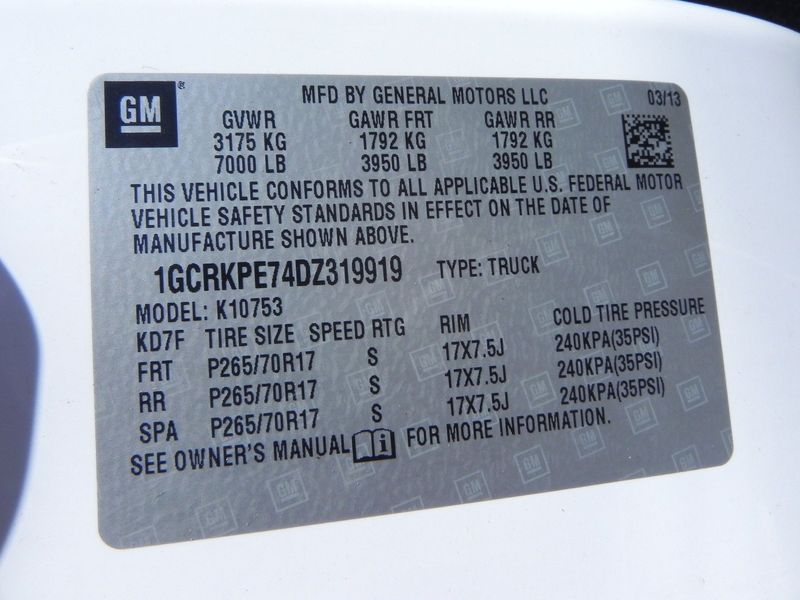 GM ® MFD BY GENERAL MOTORS LLC 03/13
GVWR GAWR FRT GAWR RR
3175 KG 1792 KG 1792 KG
7000 LB 3950 LB 3950 LB
THIS VEHICLE CONFORMS TO ALL APPLICABLE U.S. FEDERAL MOTOR
VEHICLE SAFETY STANDARDS IN EFFECT ON THE DATE OF
MANUFACTURE SHOWN ABOVE.
1GCRKPE74DZ319919 TYPE: TRUCK
MODEL: K10753
KD7F TIRE SIZE SPEED RTG RIM COLD TIRE PRESSURE
FRT P265/70R17 S 17X7.5J 240KPA(35PSI)
RR P265/70R17 S 17X7.5J 240KPA(35PSI)
SPA P265/70R17 S 17X7.5J 240KPA(35PSI)
SEE OWNER'S MANUAL i FOR MORE INFORMATION.